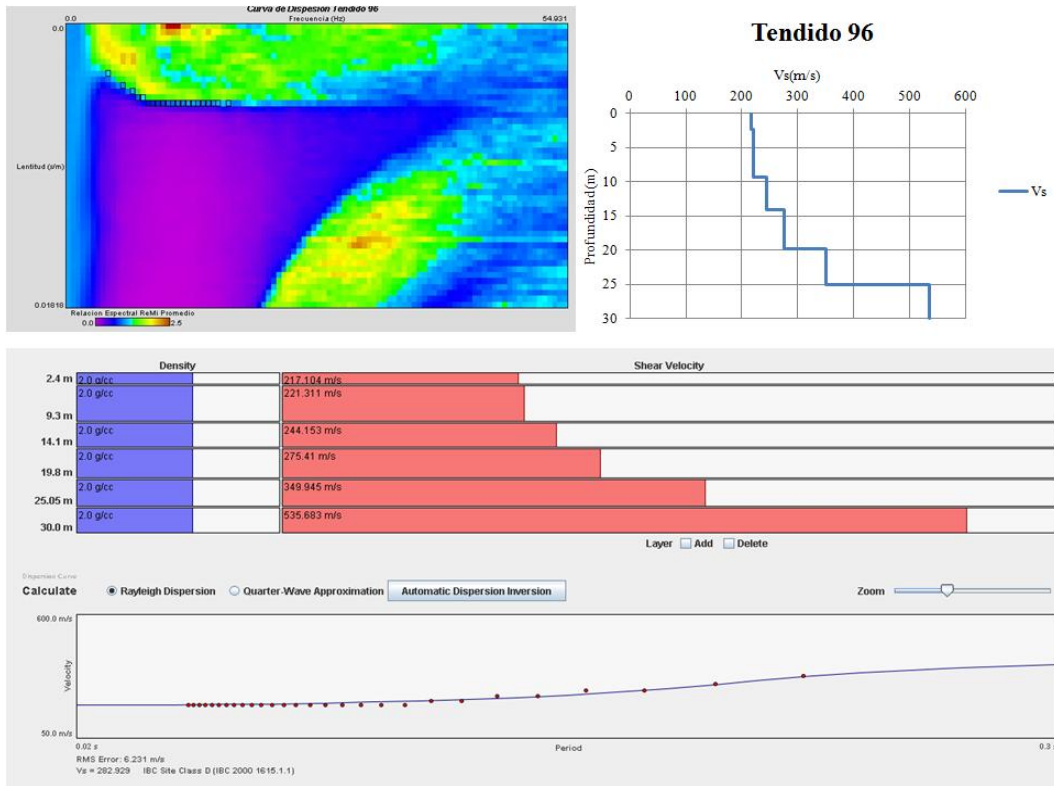 Curva de Dispesión Tendido 96
0.0 Frecuencia (Hz) 54.931
0.0
Lentitud (s/m)
0.01818
Relacion Espectral ReMi Promedio
0.0 2.5
Tendido 96
Vs(m/s)
0 100 200 300 400 500 600
0
5
10
15
20
25
30
Profundidad(m)
Vs
Density Shear Velocity
2.4 m 2.0 g/cc 217.104 m/s
9.3 m 2.0 g/cc 221.311 m/s
14.1 m 2.0 g/cc 244.153 m/s
19.8 m 2.0 g/cc 275.41 m/s
25.05 m 2.0 g/cc 349.945 m/s
30.0 m 2.0 g/cc 535.683 m/s
Layer Add Delete
Dispersion Curve
Calculate Rayleigh Dispersion Quarter-Wave Approximation Automatic Dispersion Inversion Zoom
600.0 m/s
Velocity
50.0 m/s
0.02 s Period 0.3 s
RMS Error: 6.231 m/s
Vs = 282.929 IBC Site Class D (IBC 2000 1615.1.1)